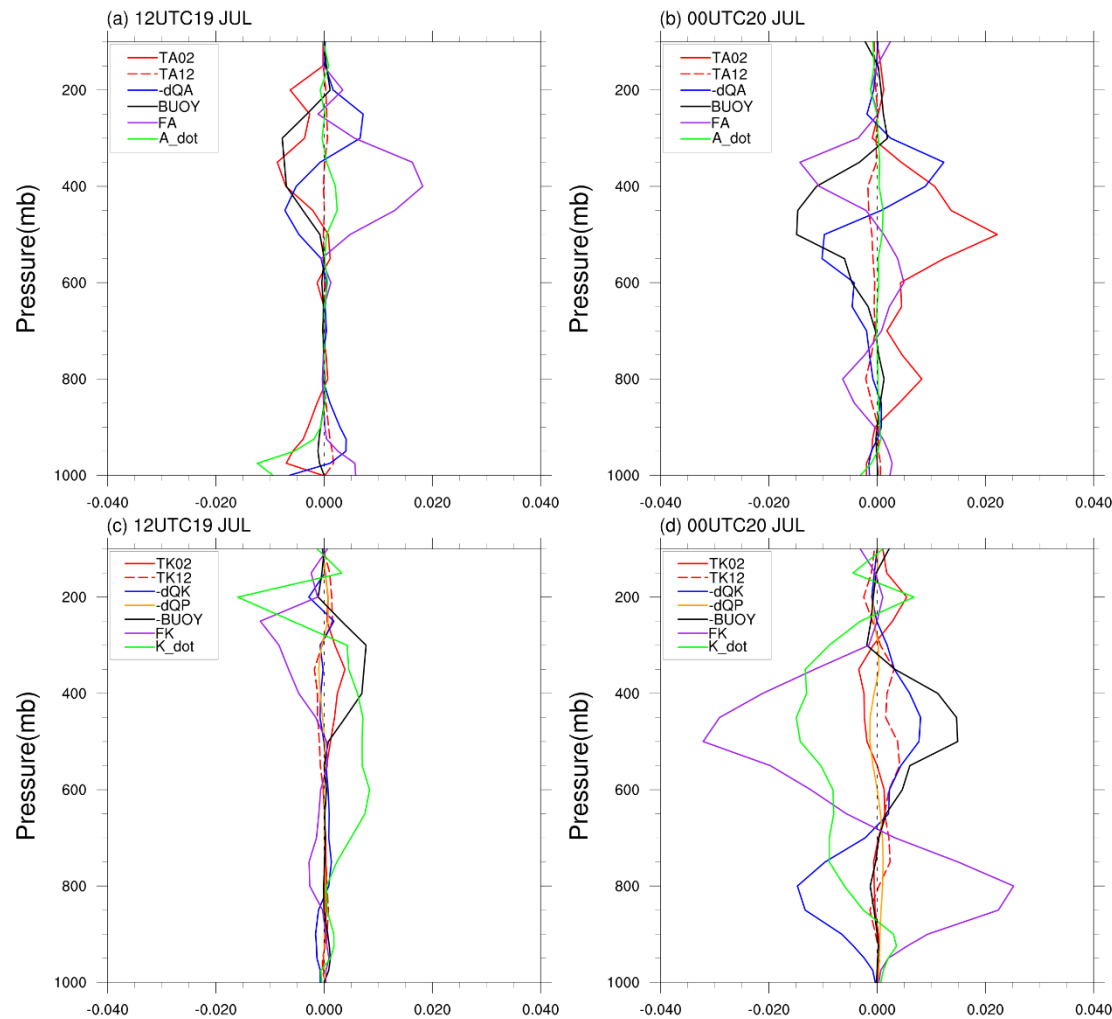 (a) 12UTC19 JUL
(b) 00UTC20 JUL
TA02
TA12
-dQA
BUOY
FA
A_dot
TA02
TA12
-dQA
BUOY
FA
A_dot
Pressure(mb)
200
400
600
800
1000
Pressure(mb)
200
400
600
800
1000
-0.040 -0.020 0.000 0.020 0.040
-0.040 -0.020 0.000 0.020 0.040
(c) 12UTC19 JUL
(d) 00UTC20 JUL
TK02
TK12
-dQK
-dQP
-BUOY
FK
K_dot
TK02
TK12
-dQK
-dQP
-BUOY
FK
K_dot
Pressure(mb)
200
400
600
800
1000
Pressure(mb)
200
400
600
800
1000
-0.040 -0.020 0.000 0.020 0.040
-0.040 -0.020 0.000 0.020 0.040